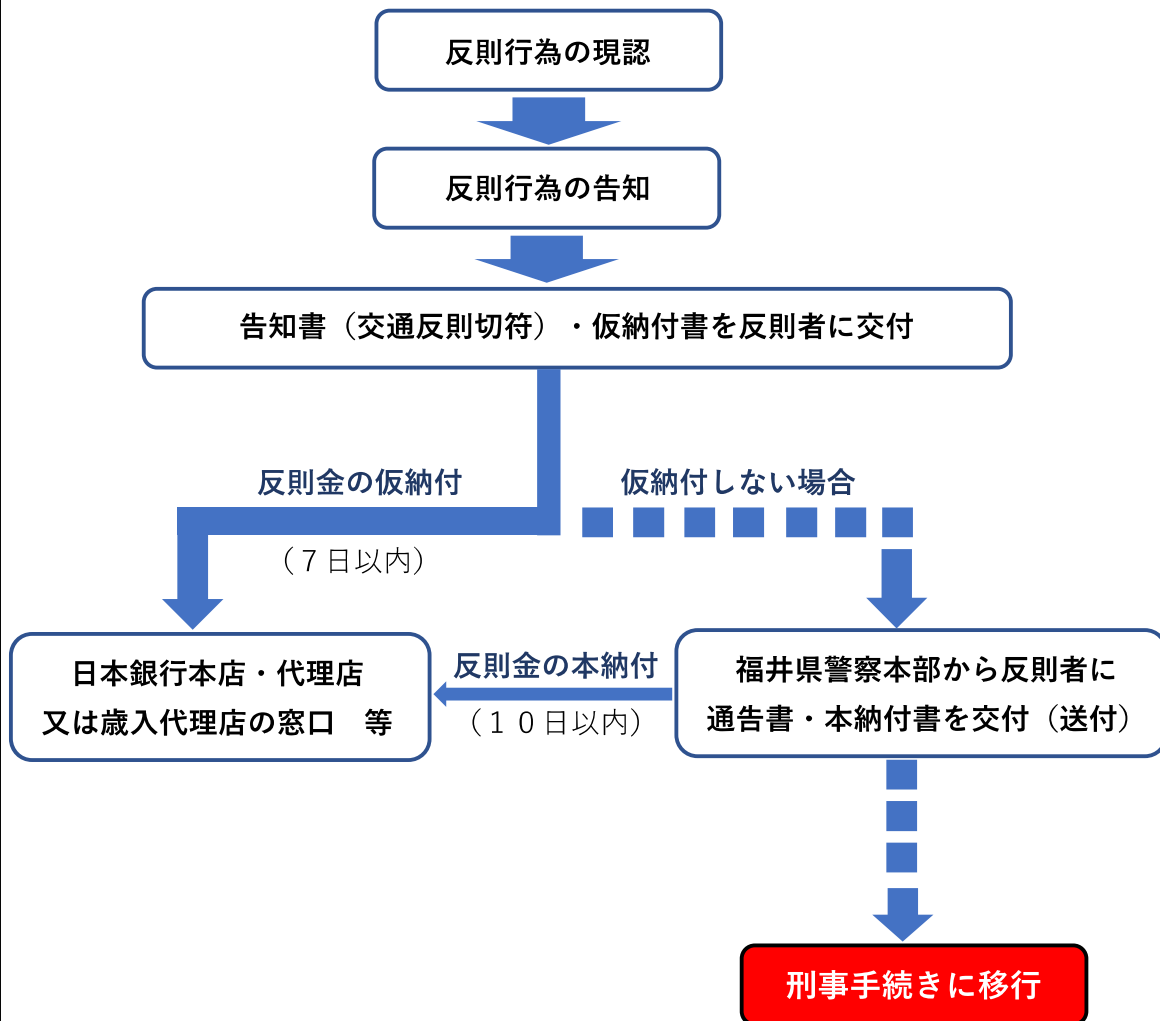 反則行為の現認
反則行為の告知
告知書（交通反則切符）・仮納付書を反則者に交付
反則金の仮納付
仮納付しない場合
（７日以内）
日本銀行本店・代理店
又は歳入代理店の窓口　等
反則金の本納付
（１０日以内）
福井県警察本部から反則者に
通告書・本納付書を交付（送付）
刑事手続きに移行